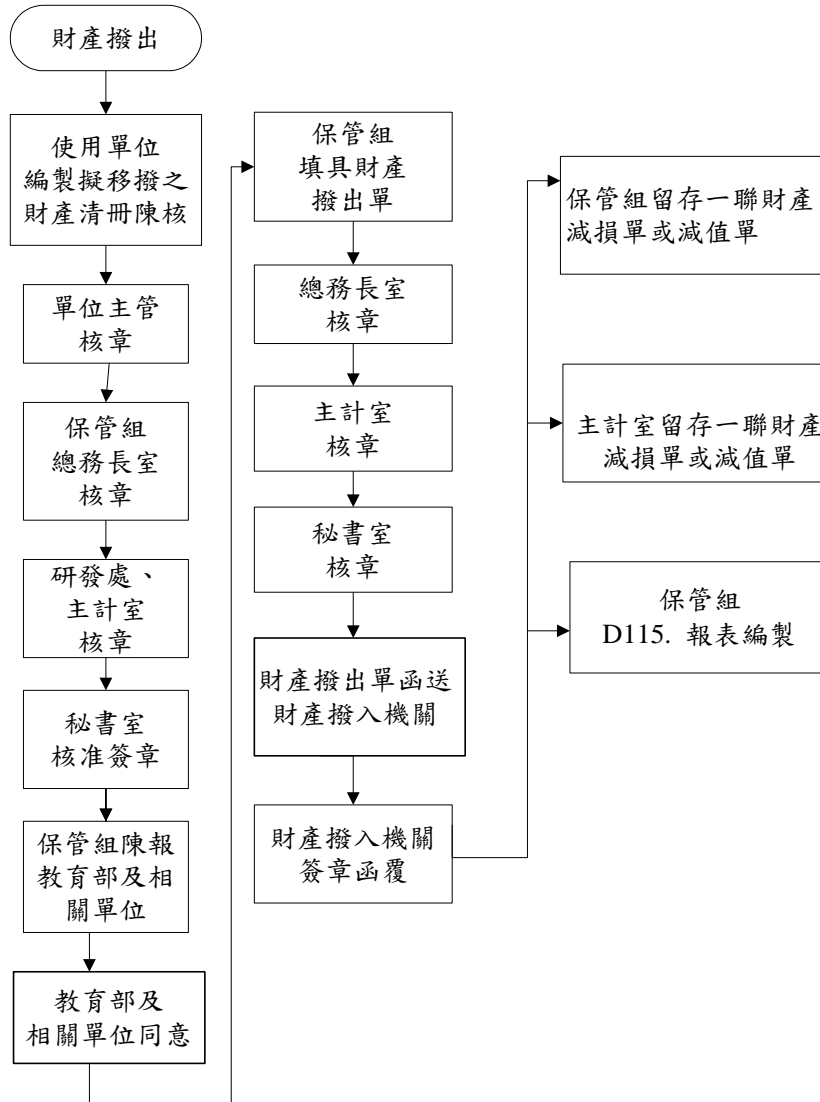 財產撥出
使用單位
編製擬移撥之
財產清冊陳核
單位主管
核章
保管組
總務長室
核章
研發處、
主計室
核章
秘書室
核准簽章
保管組陳報
教育部及相
關單位
教育部及
相關單位同意
保管組
填具財產
撥出單
總務長室
核章
主計室
核章
秘書室
核章
財產撥出單函送
財產撥入機關
財產撥入機關
簽章函覆
保管組留存一聯財產
減損單或減值單
主計室留存一聯財產
減損單或減值單
保管組
D115. 報表編製